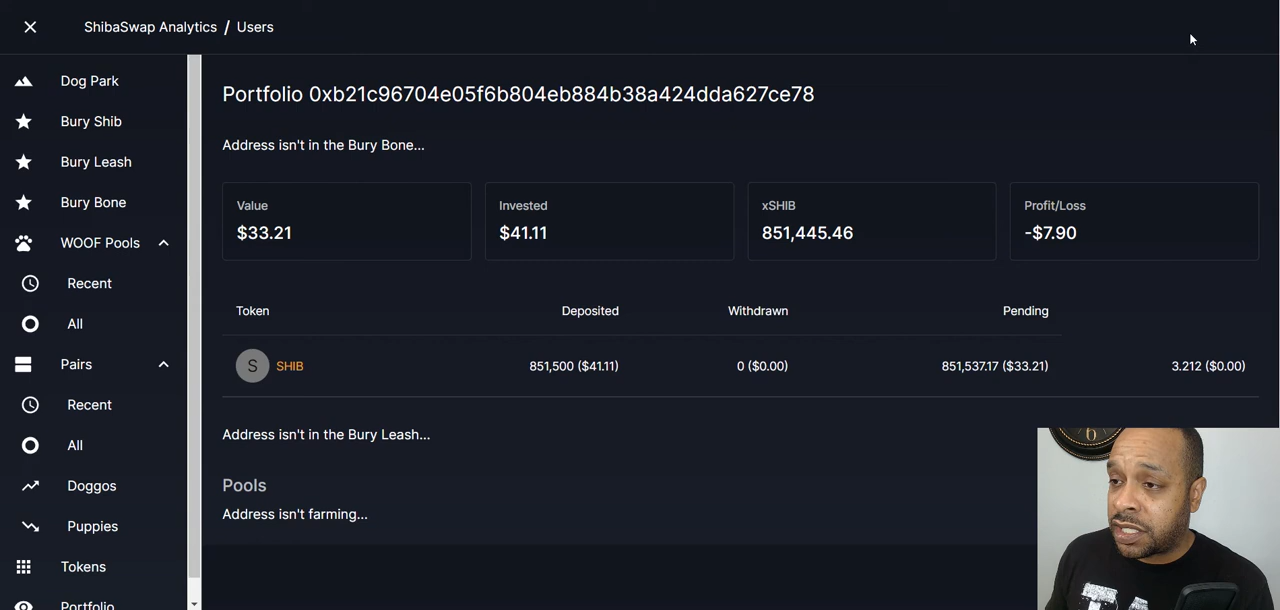 ShibaSwap Analytics / Users
Dog Park
Bury Shib
Bury Leash
Bury Bone
WOOF Pools
Recent
All
Pairs
Recent
All
Doggos
Puppies
Tokens
Portfolio
Portfolio 0xb21c96704e05f6b804eb884b38a424dda627ce78
Address isn't in the Bury Bone...
Value
$33.21
Invested
$41.11
xSHIB
851,445.46
Profit/Loss
-$7.90
Token Deposited Withdrawn Pending
S SHIB 851,500 ($41.11) 0 ($0.00) 851,537.17 ($33.21) 3.212 ($0.00)
Address isn't in the Bury Leash...
Pools
Address isn't farming...
6